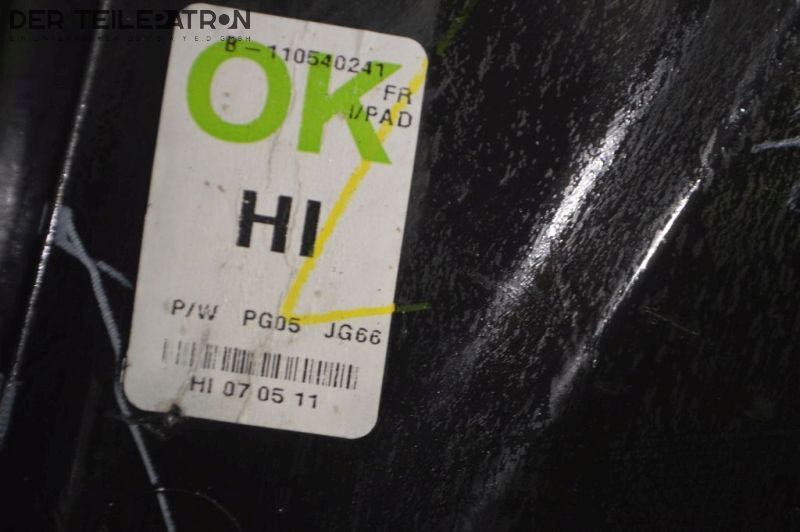 DER TEILEPATRON
B-110540241
OK
FR
I/PAD
HI
P/W PG05 JG66
HI 07 05 11